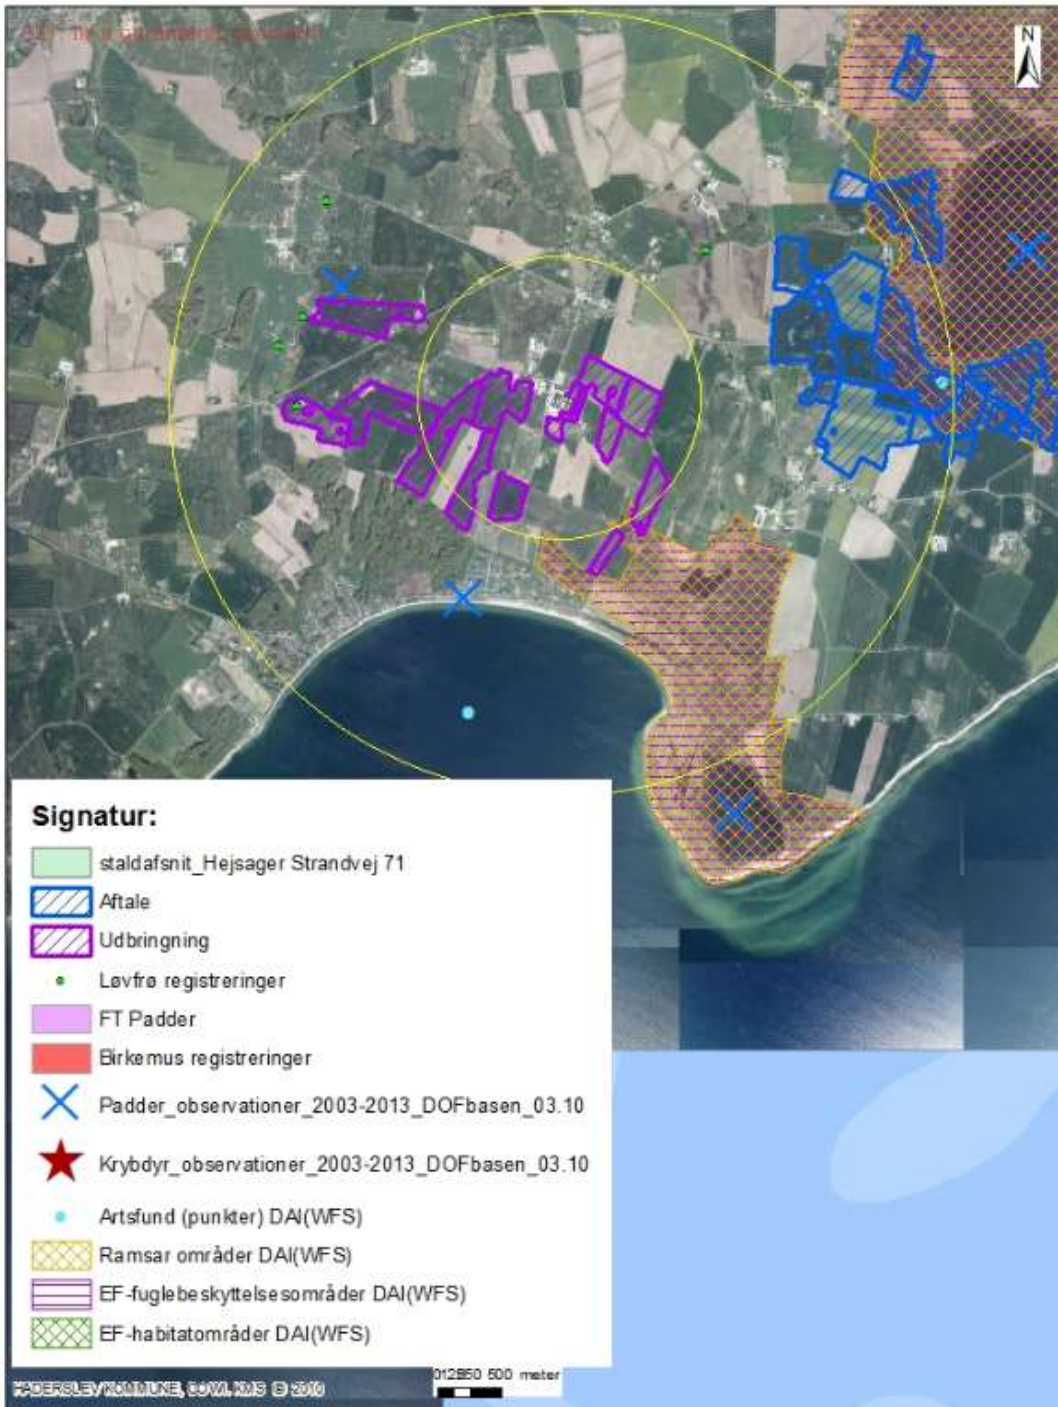 N
Signatur:
staldafsnit_Hejsager Strandvej 71
Aftale
Udbringning
Løvfrø registreringer
FT Padder
Birkemus registreringer
Padder_observationer_2003-2013_DOFbasen_03.10
Krybdyr_observationer_2003-2013_DOFbasen_03.10
Artsfund (punkter) DAI(WFS)
Ramsar områder DAI(WFS)
EF-fuglebeskyttelsesområder DAI(WFS)
EF-habitatområder DAI(WFS)
500 meter
HADERSLEV KOMMUNE, COWI, KMS © 2010